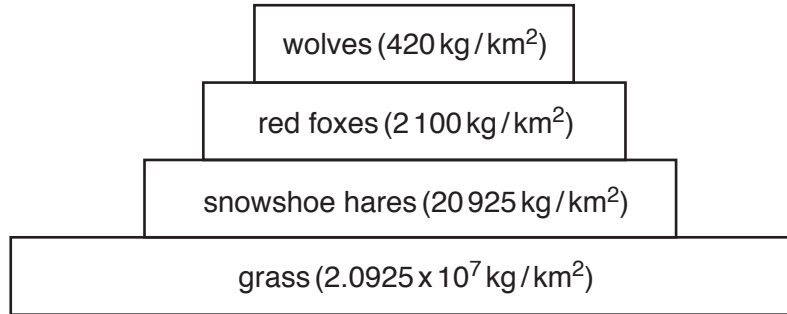 wolves (420 kg / km²)
red foxes (2 100 kg / km²)
snowshoe hares (20 925 kg / km²)
grass (2.0925 x 10⁷ kg / km²)